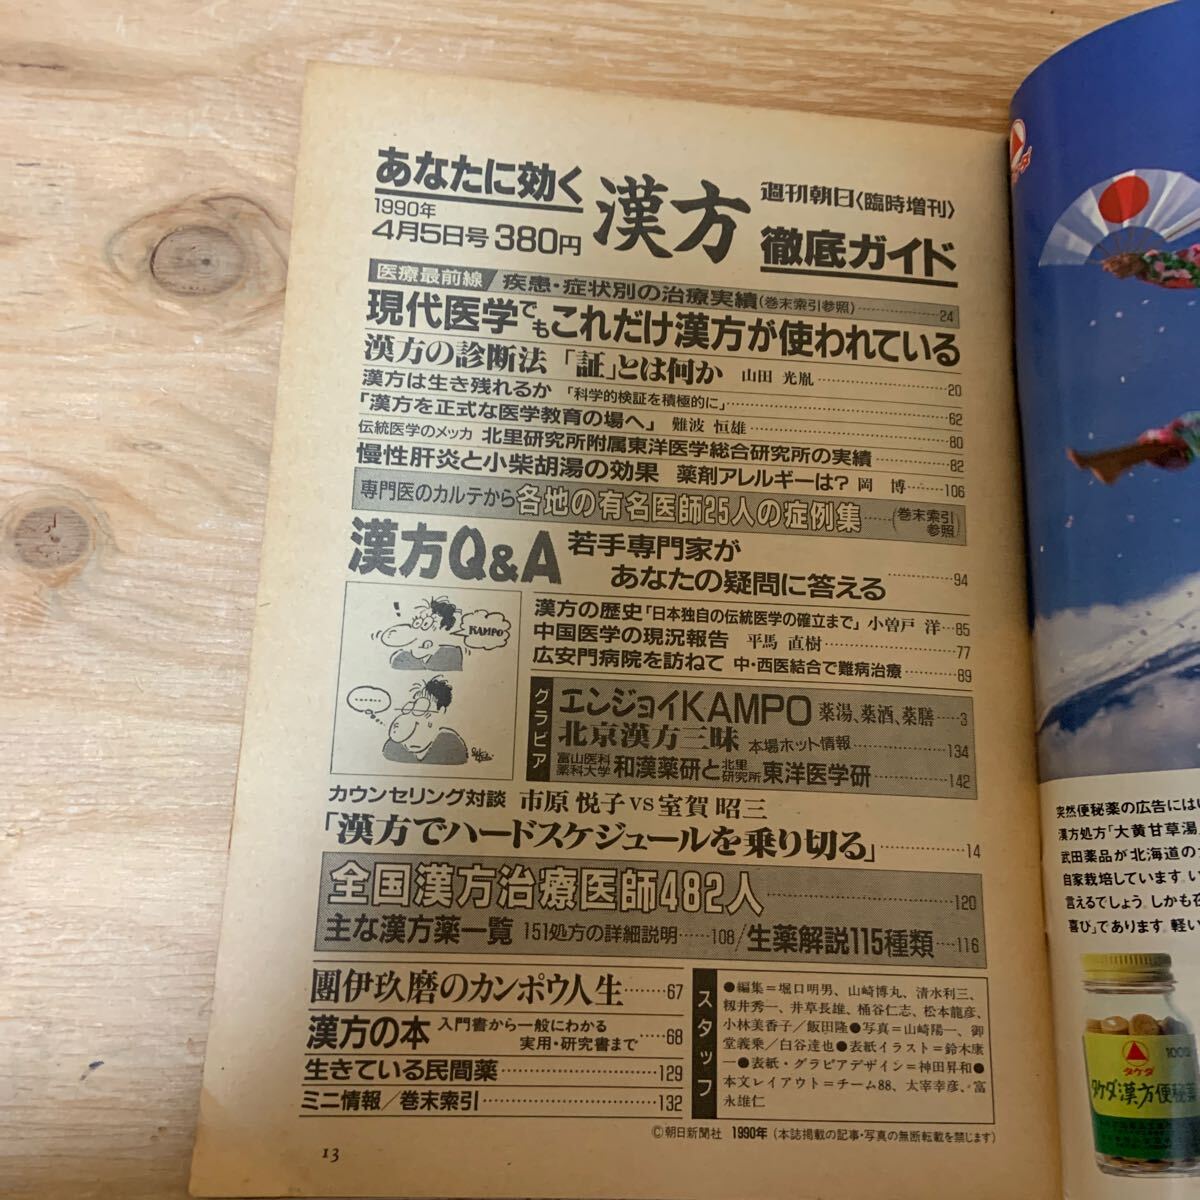 あなたに効く
漢方
週刊朝日〈臨時増刊〉
徹底ガイド
1990年
4月5日号 380円
医療最前線/疾患・症状別の治療実績(巻末索引参照)……24
現代医学でもこれだけ漢方が使われている
漢方の診断法「証」とは何か 山田 光胤……20
漢方は生き残れるか 「科学的検証を積極的に」……62
「漢方を正式な医学教育の場へ」 難波 恒雄……80
伝統医学のメッカ 北里研究所附属東洋医学総合研究所の実績……82
慢性肝炎と小柴胡湯の効果 薬剤アレルギーは? 岡 博……106
専門医のカルテから各地の有名医師25人の症例集……(巻末索引参照)
漢方Q&A 若手専門家が
あなたの疑問に答える……94
!
KAMPO
……
漢方の歴史「日本独自の伝統医学の確立まで」小曽戸 洋…85
中国医学の現況報告 平馬 直樹……77
広安門病院を訪ねて 中・西医結合で難病治療……89
グラビア
エンジョイKAMPO 薬湯、薬酒、薬膳……3
北京漢方三昧 本場ホット情報……134
富山医科薬科大学 和漢薬研と北里研究所東洋医学研……142
カウンセリング対談 市原 悦子 VS 室賀 昭三
「漢方でハードスケジュールを乗り切る」……14
全国漢方治療医師482人……120
主な漢方薬一覧 151処方の詳細説明……108/生薬解説115種類……116
團伊玖磨のカンポウ人生……67
漢方の本 入門書から一般にわかる
実用・研究書まで……68
生きている民間薬……129
ミニ情報/巻末索引……132
スタッフ
●編集=堀口明男、山崎博丸、清水利三、
籾井秀一、井草長雄、桶谷仁志、松本龍彦、
小林美香子/飯田隆●写真=山崎陽一、御
堂義乗/白谷達也●表紙イラスト=鈴木康
一●表紙・グラビアデザイン=神田昇和●
本文レイアウト=チーム88、太宰幸彦、富
永雄仁
©朝日新聞社 1990年(本誌掲載の記事・写真の無断転載を禁じます)
13
突然便秘薬の広告には
漢方処方「大黄甘草湯」
武田薬品が北海道の
自家栽培しています。い
言えるでしょう。しかも
喜び」であります。軽い
タケダ
タケダ漢方便秘薬